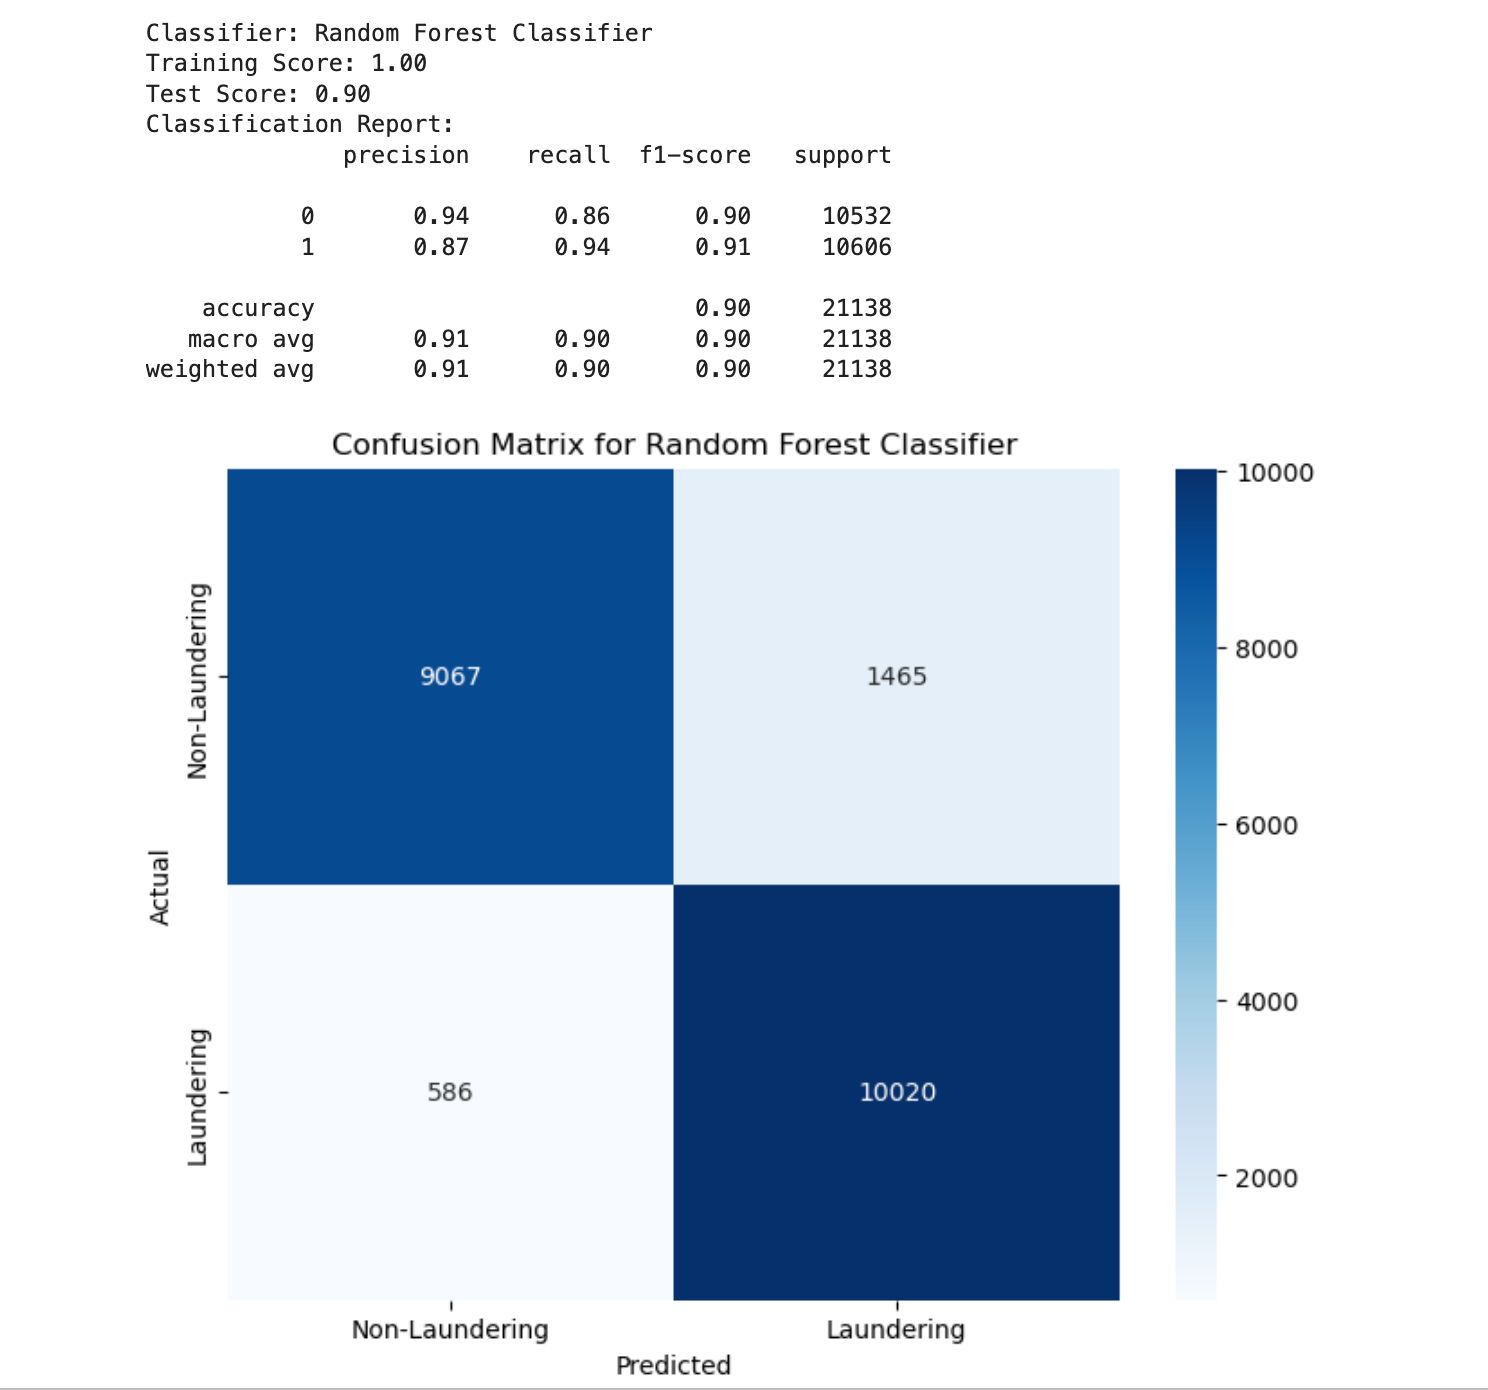 Classifier: Random Forest Classifier
Training Score: 1.00
Test Score: 0.90
Classification Report:
precision recall f1-score support
0 0.94 0.86 0.90 10532
1 0.87 0.94 0.91 10606
accuracy 0.90 21138
macro avg 0.91 0.90 0.90 21138
weighted avg 0.91 0.90 0.90 21138
Confusion Matrix for Random Forest Classifier
Actual
Non-Laundering
9067 1465
Laundering
586 10020
Non-Laundering Laundering
Predicted
10000
8000
6000
4000
2000